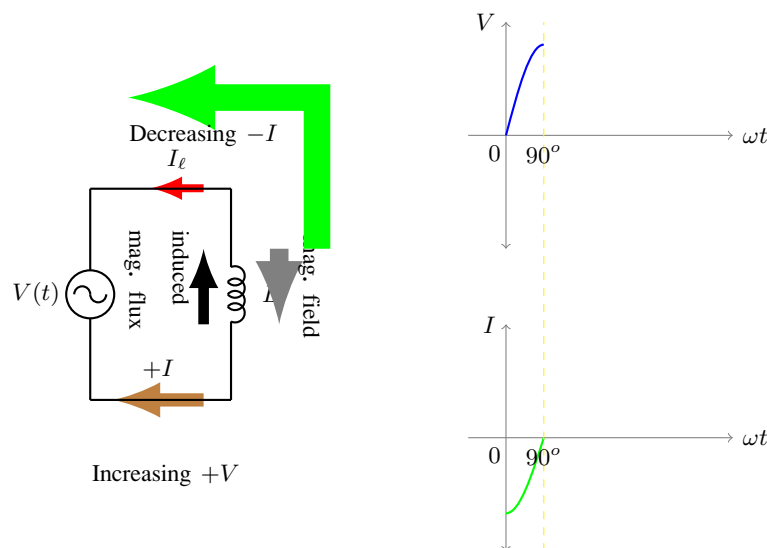 Decreasing −I
I_ℓ
V(t)
mag. flux
induced
mag. field
+I
Increasing +V
V
0
90°
ωt
I
0
90°
ωt